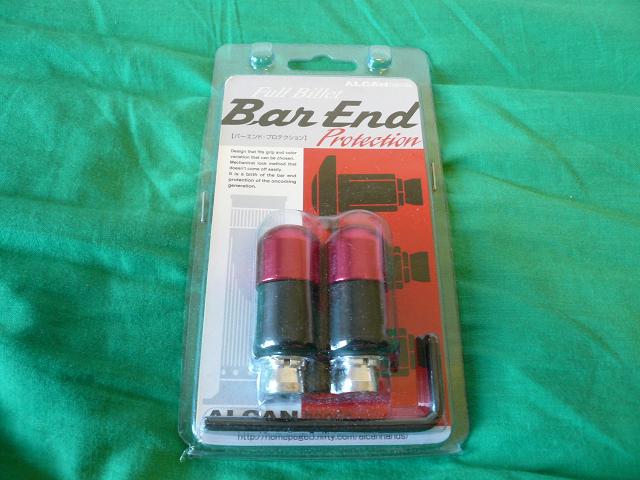 ALCAN
Full Billet
Bar End
Protection
【バーエンド・プロテクション】
Design that fits grip and color
variation that can be chosen.
Mechanical lock method that
doesn't come off easily.
It is a birth of the bar end
protection of the oncoming
generation.
ALCAN
http://homepage3.nifty.com/alcanhands/